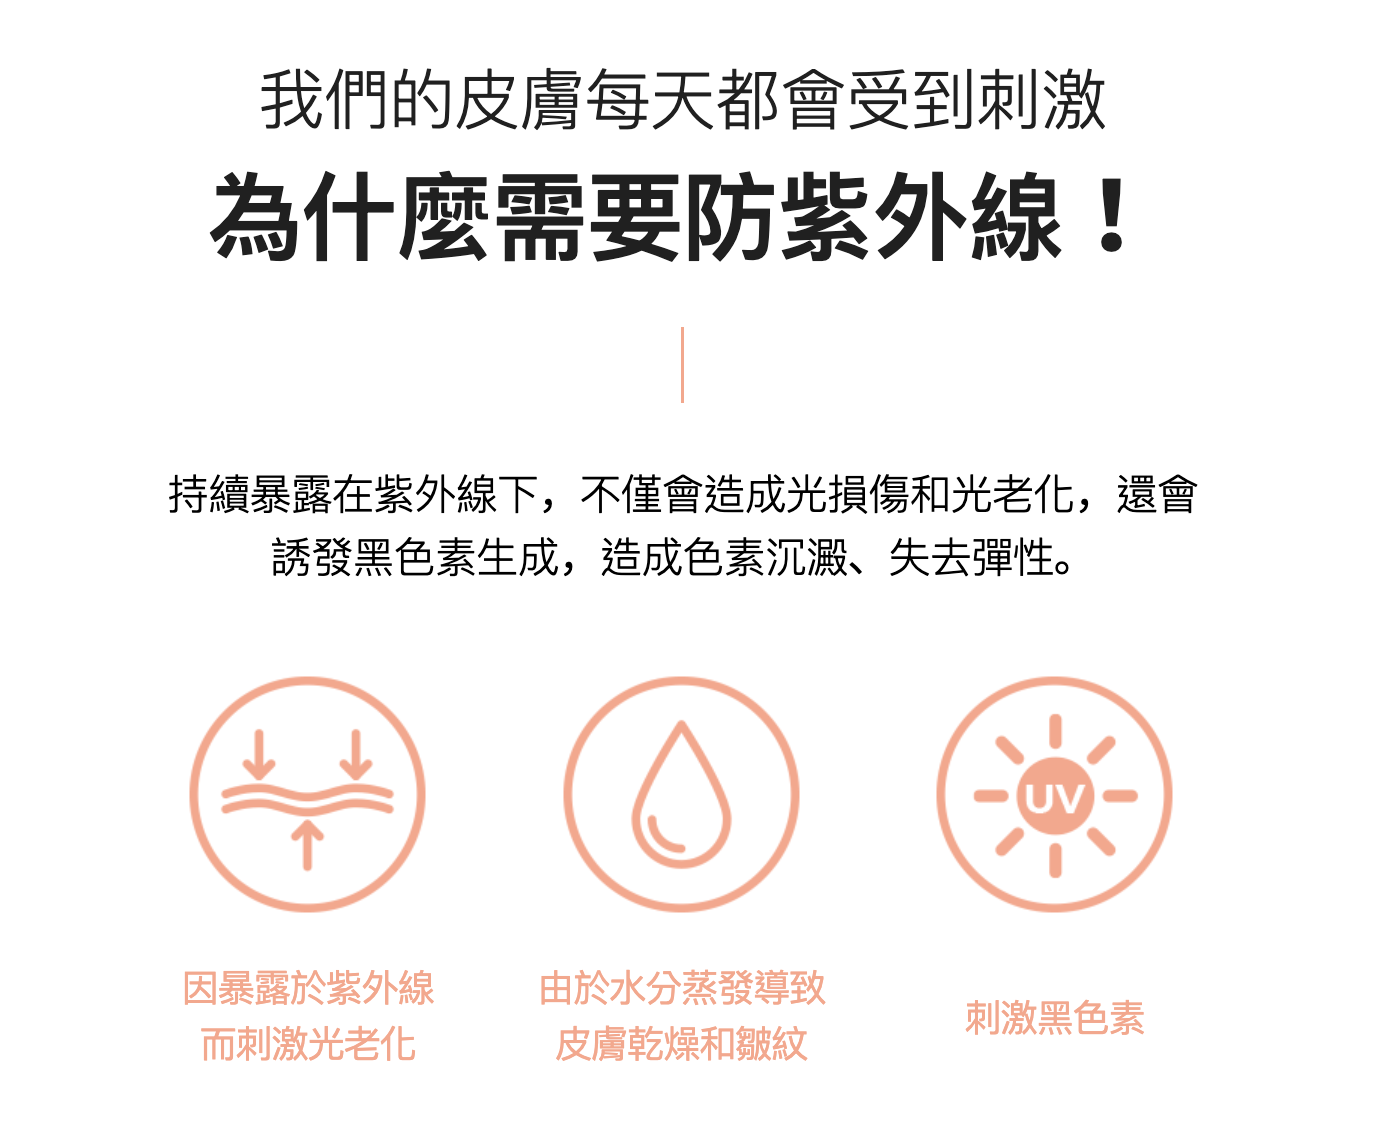 我們的皮膚每天都會受到刺激
為什麼需要防紫外線！
持續暴露在紫外線下，不僅會造成光損傷和光老化，還會
誘發黑色素生成，造成色素沉澱、失去彈性。
UV
因暴露於紫外線
而刺激光老化
由於水分蒸發導致
皮膚乾燥和皺紋
刺激黑色素